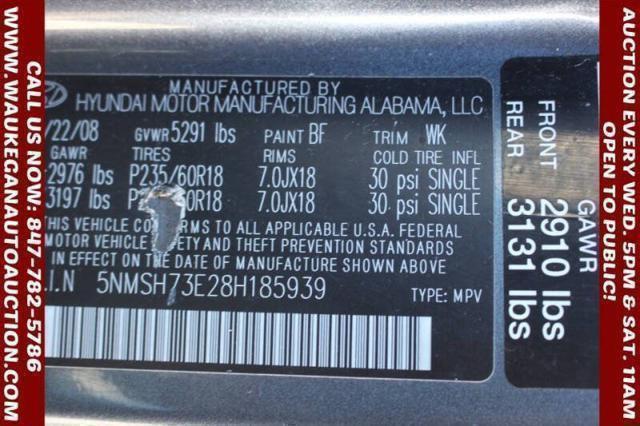 WWW.WAUKEGANAUTOAUCTION.COM
CALL US NOW: 847-782-5786
MANUFACTURED BY
HYUNDAI MOTOR MANUFACTURING ALABAMA, LLC
/22/08 GVWR 5291 lbs PAINT BF TRIM WK
GAWR TIRES RIMS COLD TIRE INFL
2976 lbs P235/60R18 7.0JX18 30 psi SINGLE
3197 lbs 60R18 7.0JX18 30 psi SINGLE
THIS VEHICLE CONFORMS TO ALL APPLICABLE U.S.A. FEDERAL
MOTOR VEHICLE SAFETY AND THEFT PREVENTION STANDARDS
IN EFFECT ON THE DATE OF MANUFACTURE SHOWN ABOVE.
.I.N 5NMSH73E28H185939 TYPE: MPV
GAWR
FRONT 2910 lbs
REAR 3131 lbs
AUCTION EVERY WED. 5PM & SAT. 11AM
OPEN TO PUBLIC!